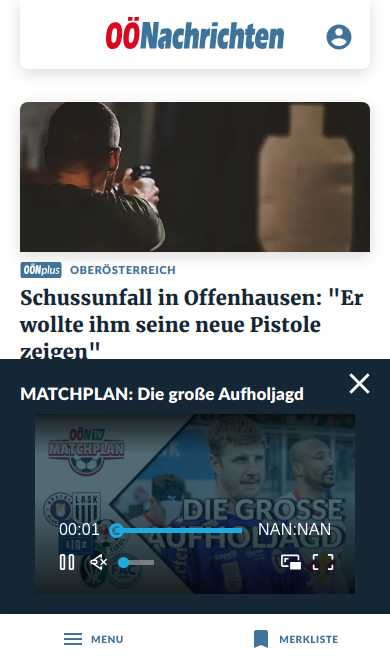 OÖNachrichten
OÖNplus OBERÖSTERREICH
Schussunfall in Offenhausen: "Er
wollte ihm seine neue Pistole
zeigen"
MATCHPLAN: Die große Aufholjagd
OÖN TV
MATCHPLAN
LASK
DIE GROSSE
AUFHOLJAGD
00:01
NAN:NAN
MENU
MERKLISTE